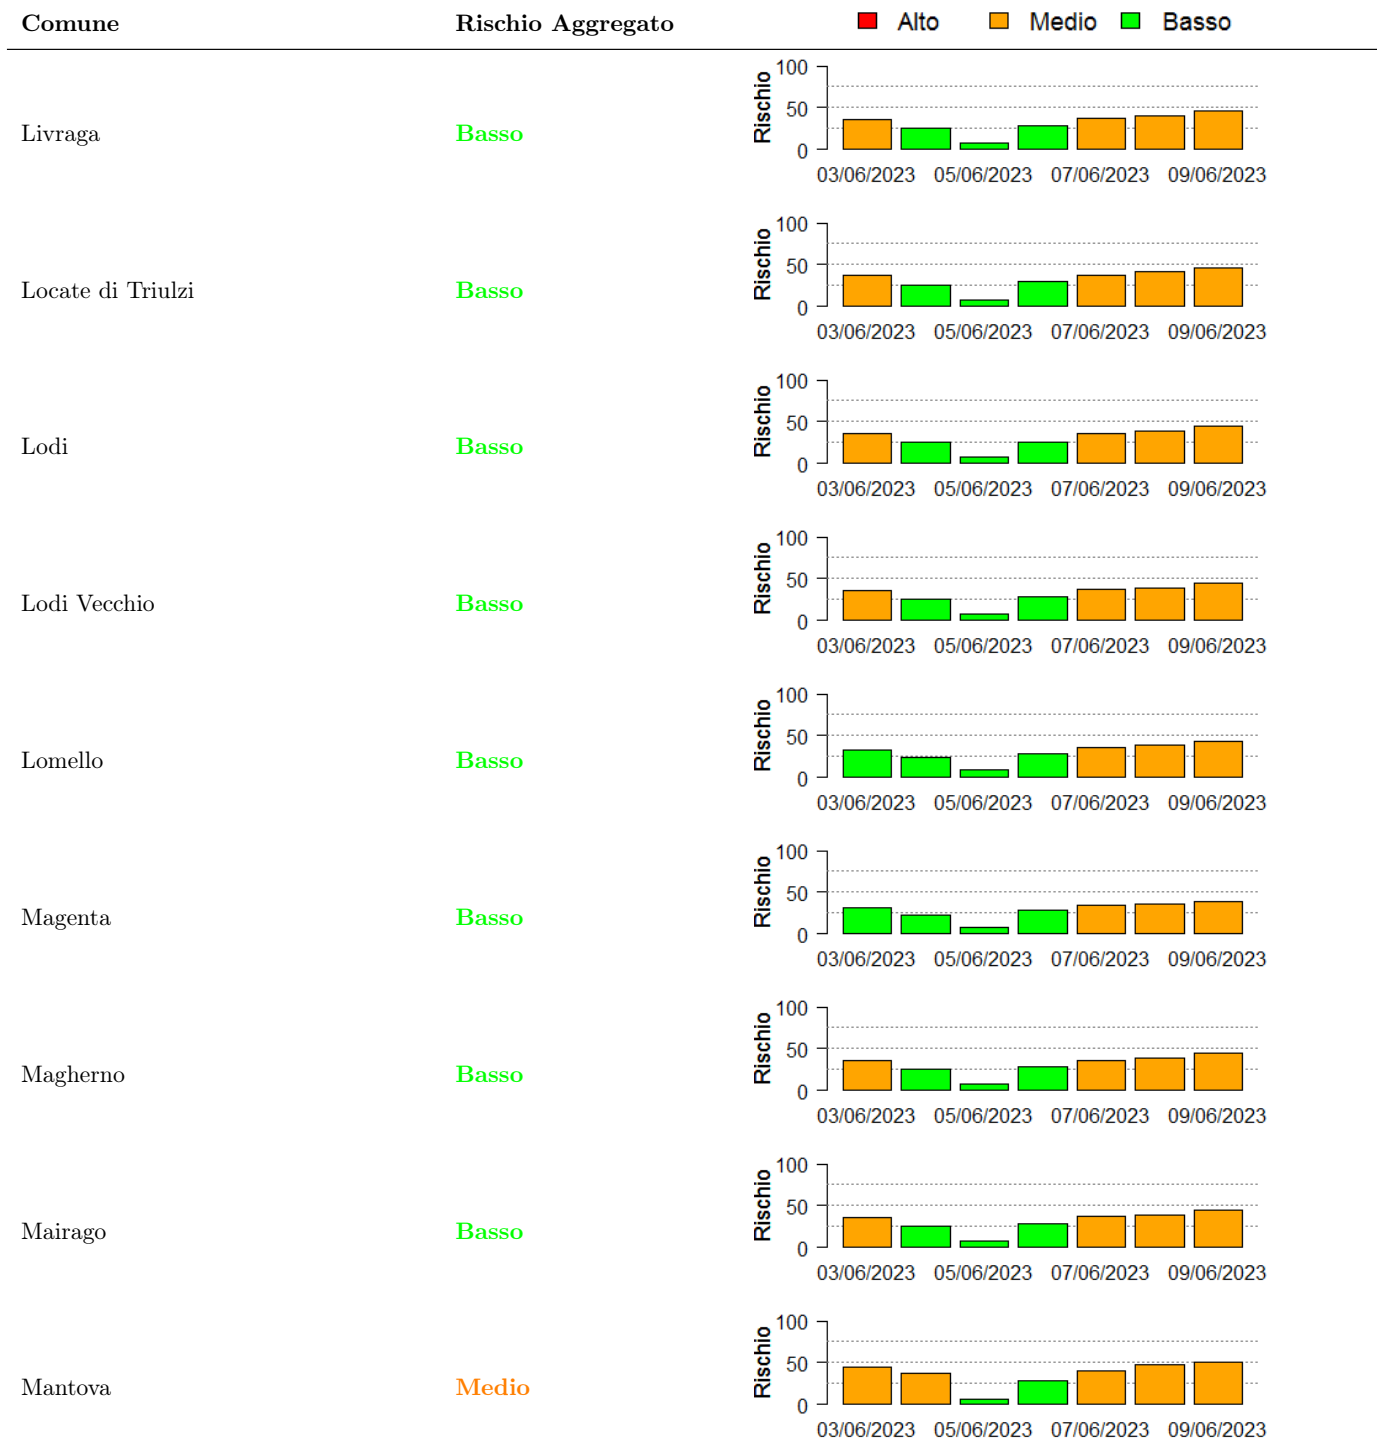 Comune Rischio Aggregato Alto Medio Basso
100
50
0
Rischio
Livraga Basso
03/06/2023 05/06/2023 07/06/2023 09/06/2023
100
50
0
Rischio
Locate di Triulzi Basso
03/06/2023 05/06/2023 07/06/2023 09/06/2023
100
50
0
Rischio
Lodi Basso
03/06/2023 05/06/2023 07/06/2023 09/06/2023
100
50
0
Rischio
Lodi Vecchio Basso
03/06/2023 05/06/2023 07/06/2023 09/06/2023
100
50
0
Rischio
Lomello Basso
03/06/2023 05/06/2023 07/06/2023 09/06/2023
100
50
0
Rischio
Magenta Basso
03/06/2023 05/06/2023 07/06/2023 09/06/2023
100
50
0
Rischio
Magherno Basso
03/06/2023 05/06/2023 07/06/2023 09/06/2023
100
50
0
Rischio
Mairago Basso
03/06/2023 05/06/2023 07/06/2023 09/06/2023
100
50
0
Rischio
Mantova Medio
03/06/2023 05/06/2023 07/06/2023 09/06/2023